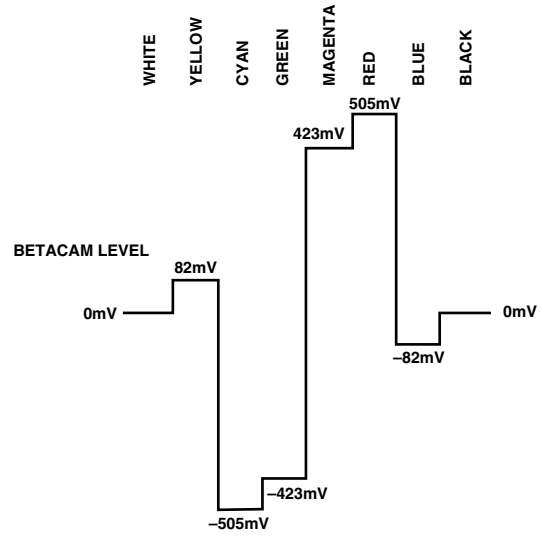 WHITE
YELLOW
CYAN
GREEN
MAGENTA
RED
BLUE
BLACK
505mV
423mV
BETACAM LEVEL
82mV
0mV
0mV
–82mV
–423mV
–505mV